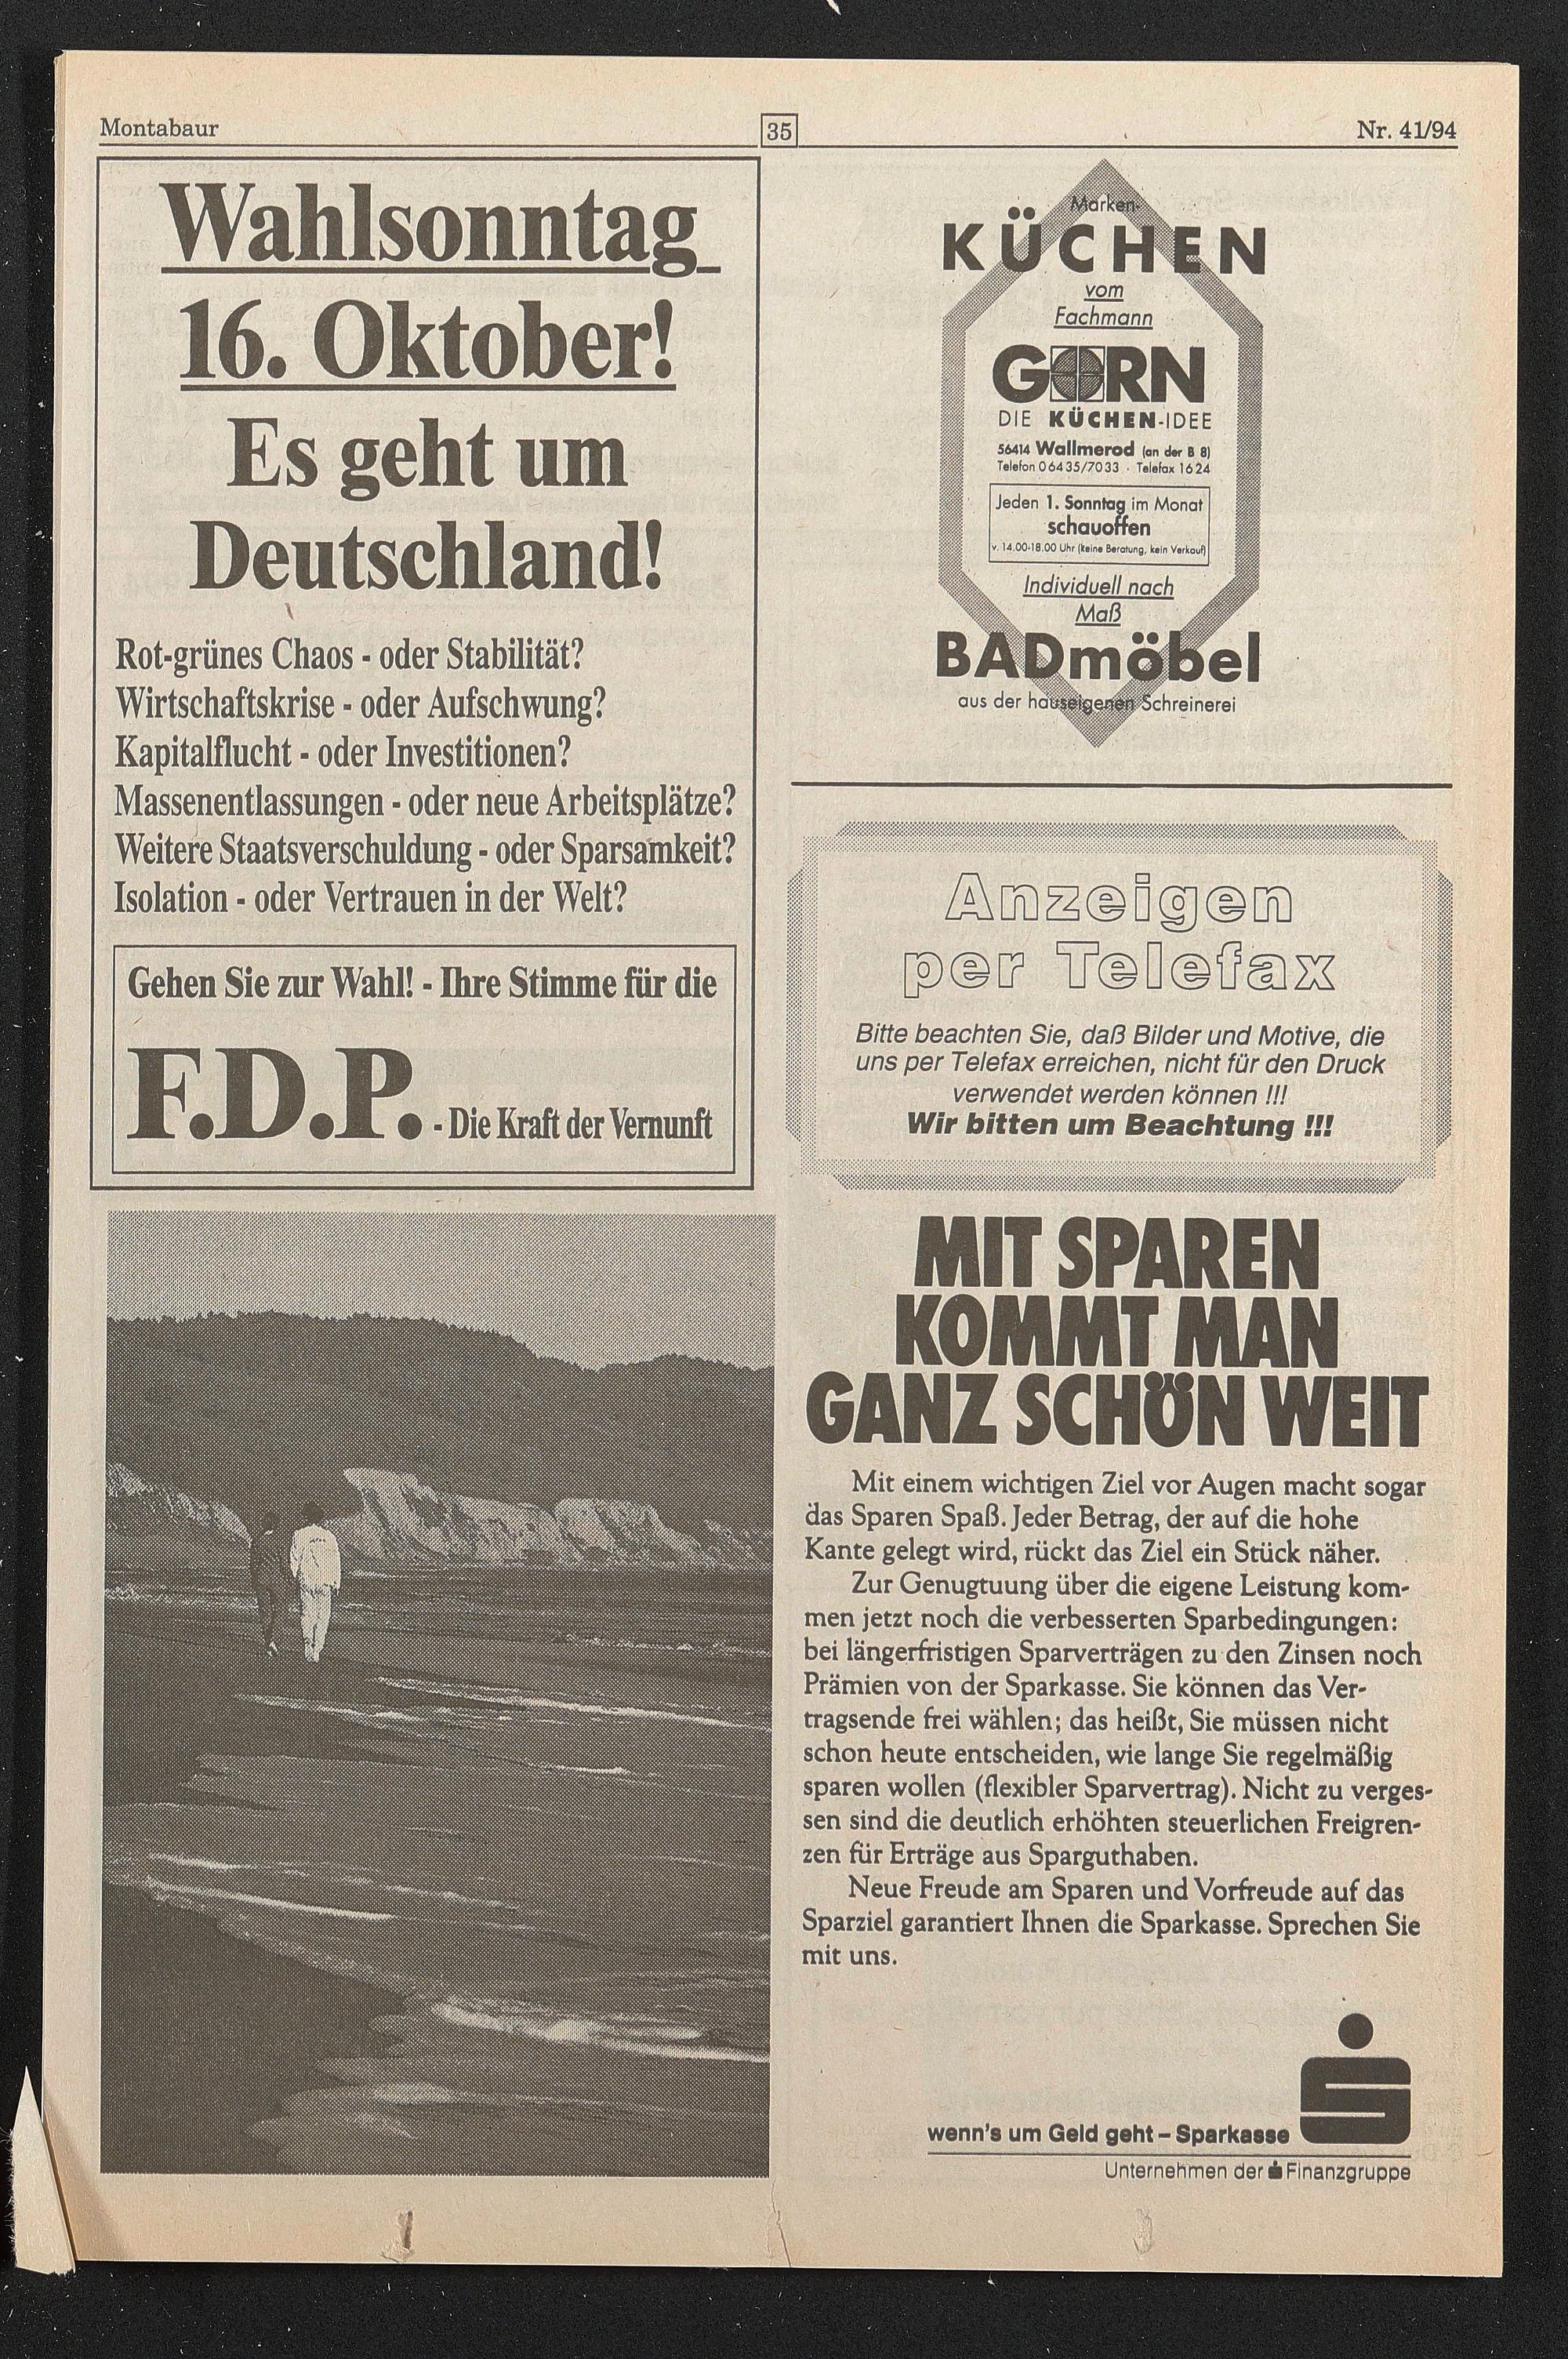 Montabaur
35
Nr. 41/94
Wahlsonntag
16. Oktober!
Es geht um
Deutschland!
Rot-grünes Chaos - oder Stabilität?
Wirtschaftskrise - oder Aufschwung?
Kapitalflucht - oder Investitionen?
Massenentlassungen - oder neue Arbeitsplätze?
Weitere Staatsverschuldung - oder Sparsamkeit?
Isolation - oder Vertrauen in der Welt?
Gehen Sie zur Wahl! - Ihre Stimme für die
F.D.P. - Die Kraft der Vernunft
Marken-
KÜCHEN
vom
Fachmann
GORN
DIE KÜCHEN-IDEE
56414 Wallmerod (an der B 8)
Telefon 06435/7033 · Telefax 1624
Jeden 1. Sonntag im Monat
schauoffen
v. 14.00-18.00 Uhr (keine Beratung, kein Verkauf)
Individuell nach
Maß
BADmöbel
aus der hauseigenen Schreinerei
Anzeigen
per Telefax
Bitte beachten Sie, daß Bilder und Motive, die
uns per Telefax erreichen, nicht für den Druck
verwendet werden können !!!
Wir bitten um Beachtung !!!
MIT SPAREN
KOMMT MAN
GANZ SCHÖN WEIT
Mit einem wichtigen Ziel vor Augen macht sogar
das Sparen Spaß. Jeder Betrag, der auf die hohe
Kante gelegt wird, rückt das Ziel ein Stück näher.
Zur Genugtuung über die eigene Leistung kom-
men jetzt noch die verbesserten Sparbedingungen:
bei längerfristigen Sparverträgen zu den Zinsen noch
Prämien von der Sparkasse. Sie können das Ver-
tragsende frei wählen; das heißt, Sie müssen nicht
schon heute entscheiden, wie lange Sie regelmäßig
sparen wollen (flexibler Sparvertrag). Nicht zu verges-
sen sind die deutlich erhöhten steuerlichen Freigren-
zen für Erträge aus Sparguthaben.
Neue Freude am Sparen und Vorfreude auf das
Sparziel garantiert Ihnen die Sparkasse. Sprechen Sie
mit uns.
wenn's um Geld geht – Sparkasse
Unternehmen der Finanzgruppe